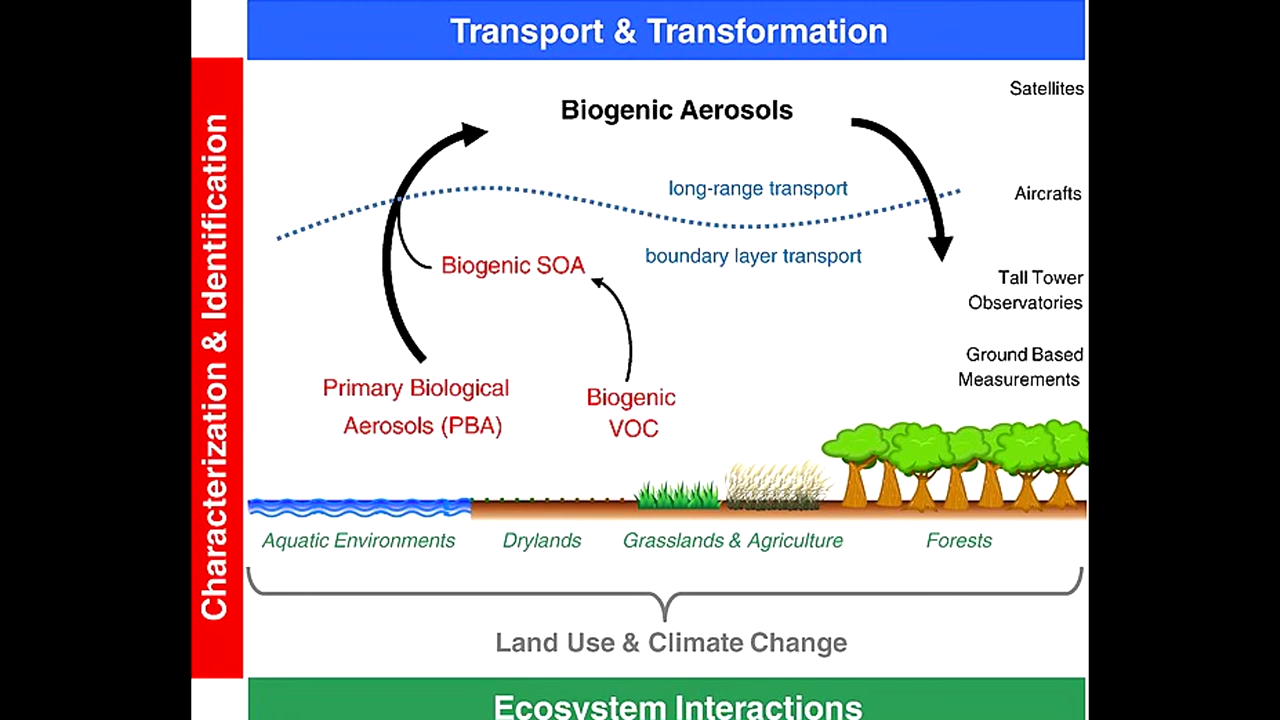 Transport & Transformation
Characterization & Identification
Satellites
Biogenic Aerosols
long-range transport
Aircrafts
boundary layer transport
Biogenic SOA
Tall Tower
Observatories
Ground Based
Measurements
Primary Biological
Aerosols (PBA)
Biogenic
VOC
Aquatic Environments
Drylands
Grasslands & Agriculture
Forests
Land Use & Climate Change
Ecosystem Interactions